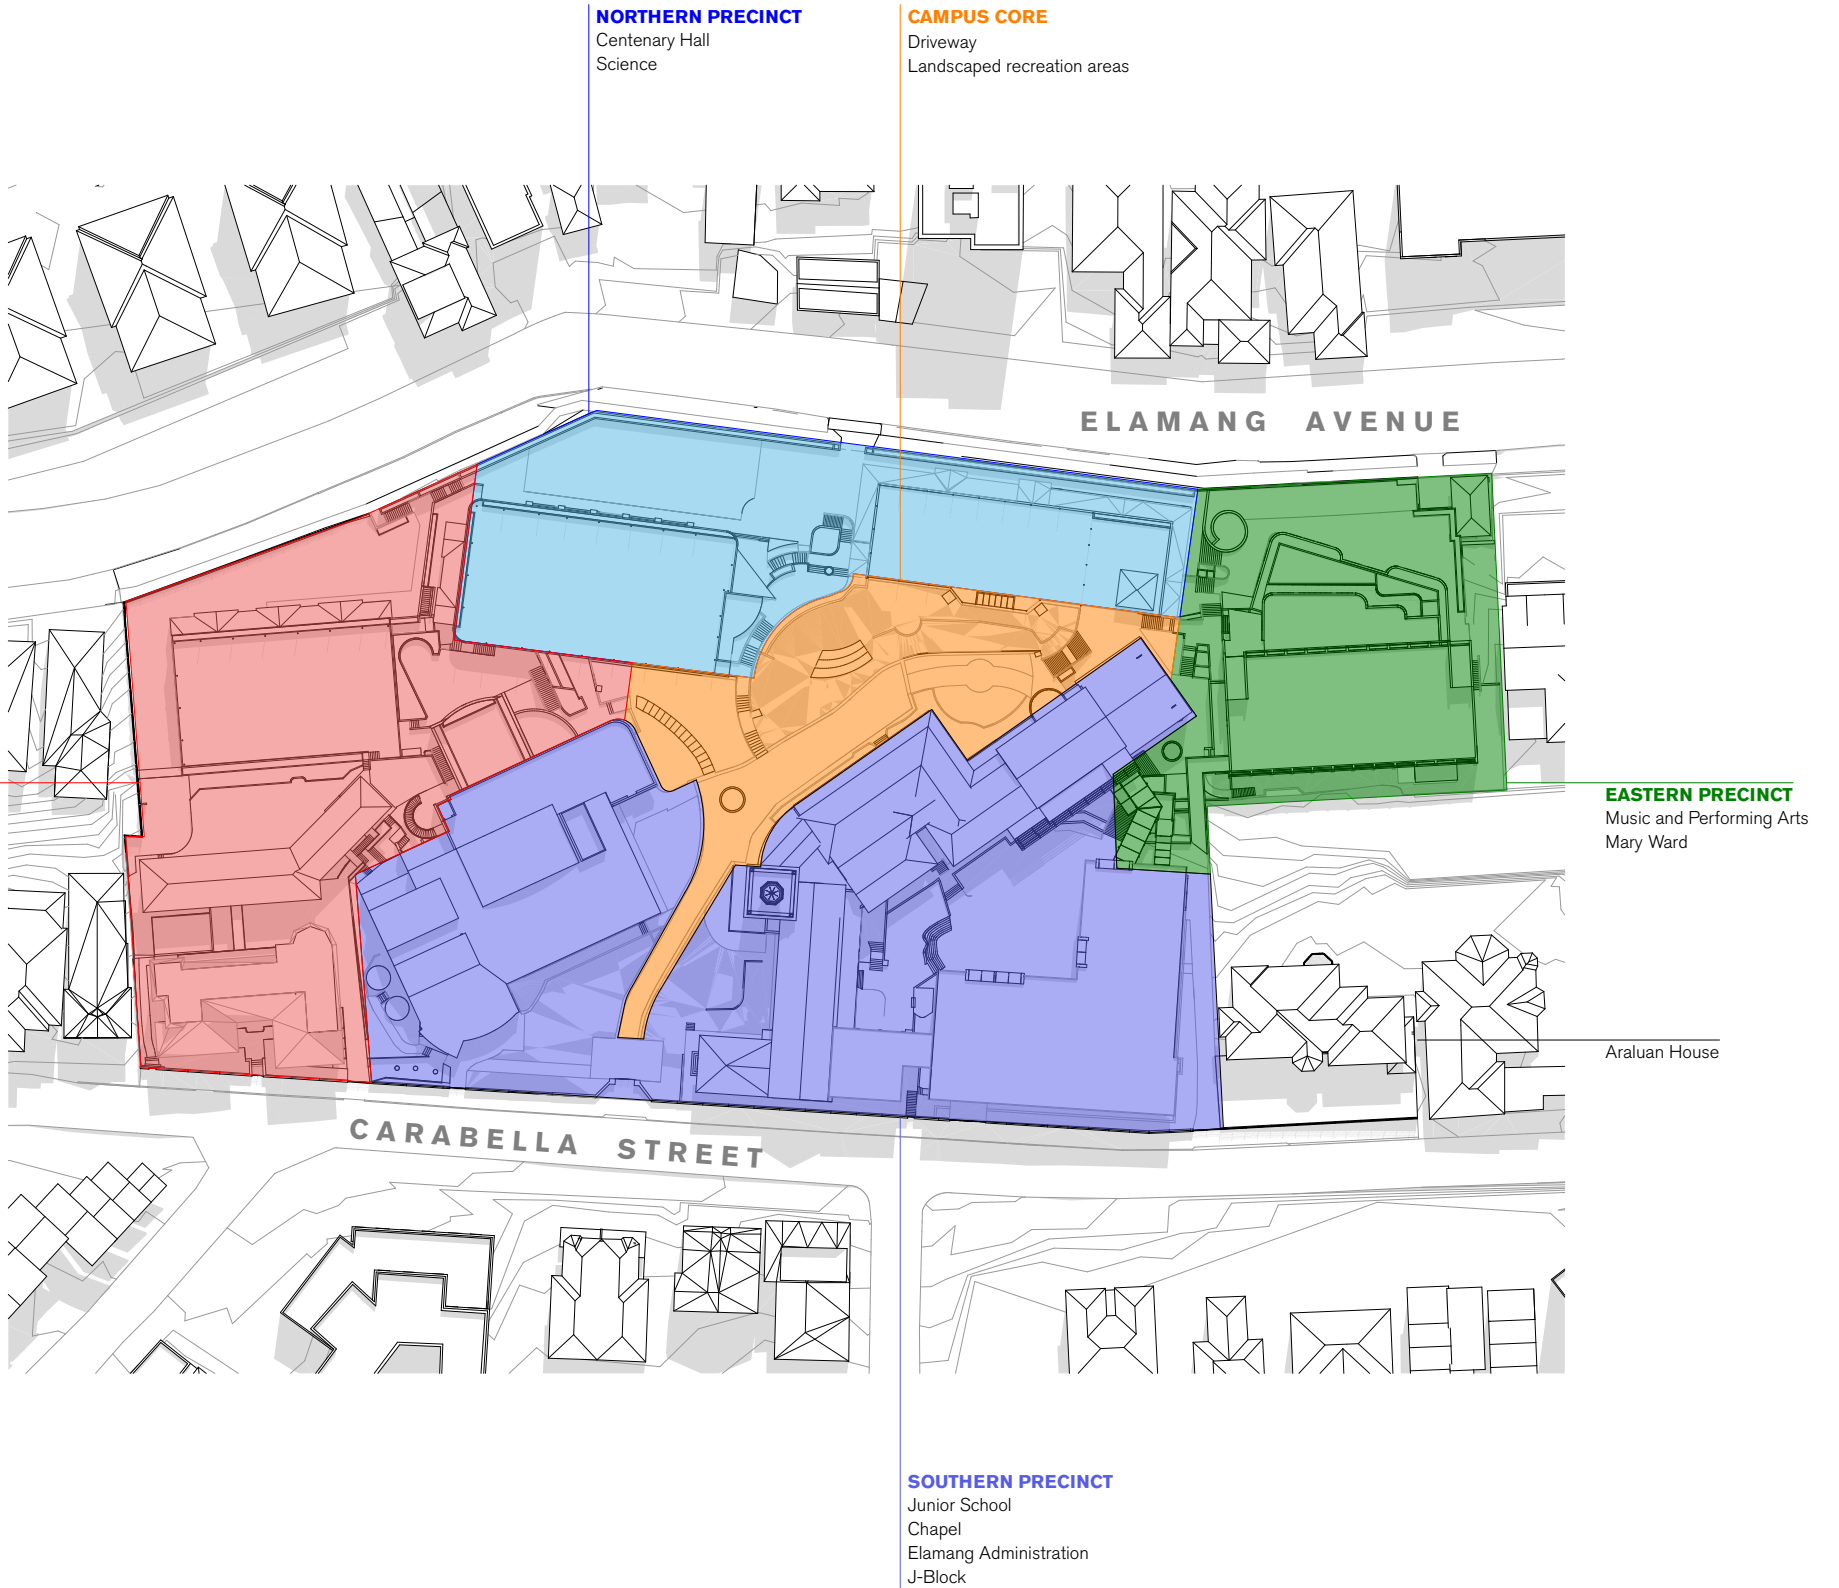 NORTHERN PRECINCT
Centenary Hall
Science
CAMPUS CORE
Driveway
Landscaped recreation areas
ELAMANG AVENUE
EASTERN PRECINCT
Music and Performing Arts
Mary Ward
Araluan House
CARABELLA STREET
SOUTHERN PRECINCT
Junior School
Chapel
Elamang Administration
J-Block